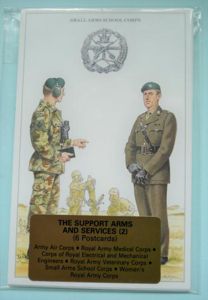 SMALL ARMS SCHOOL CORPS
THE SUPPORT ARMS
AND SERVICES (2)
(6 Postcards)
Army Air Corps • Royal Army Medical Corps •
Corps of Royal Electrical and Mechanical
Engineers • Royal Army Veterinary Corps •
Small Arms School Corps • Women's
Royal Army Corps